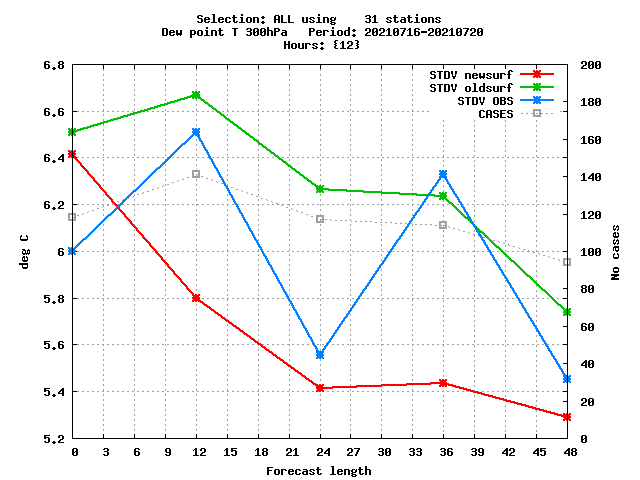 Selection: ALL using    31 stations
Dew point T 300hPa   Period: 20210716-20210720
Hours: {12}
STDV newsurf
STDV oldsurf
STDV OBS
CASES
6.8
6.6
6.4
6.2
6
5.8
5.6
5.4
5.2
deg C
200
180
160
140
120
100
80
60
40
20
0
No cases
0 3 6 9 12 15 18 21 24 27 30 33 36 39 42 45 48
Forecast length